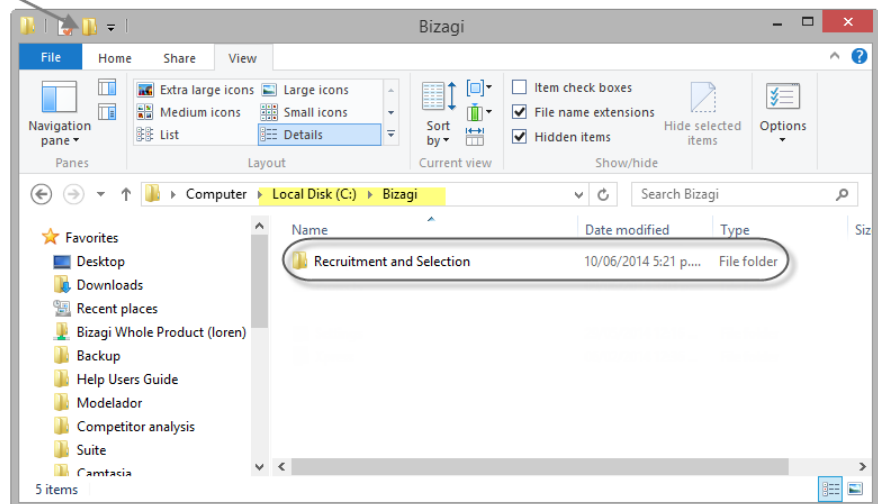 Bizagi
File Home Share View
Navigation pane
Extra large icons Large icons
Medium icons Small icons
List Details
Sort by
Item check boxes
File name extensions
Hidden items
Hide selected items
Options
Panes Layout Current view Show/hide
Computer Local Disk (C:) Bizagi Search Bizagi
Name Date modified Type Siz
Recruitment and Selection 10/06/2014 5:21 p.... File folder
Favorites
Desktop
Downloads
Recent places
Bizagi Whole Product (loren)
Backup
Help Users Guide
Modelador
Competitor analysis
Suite
Camtasia
5 items